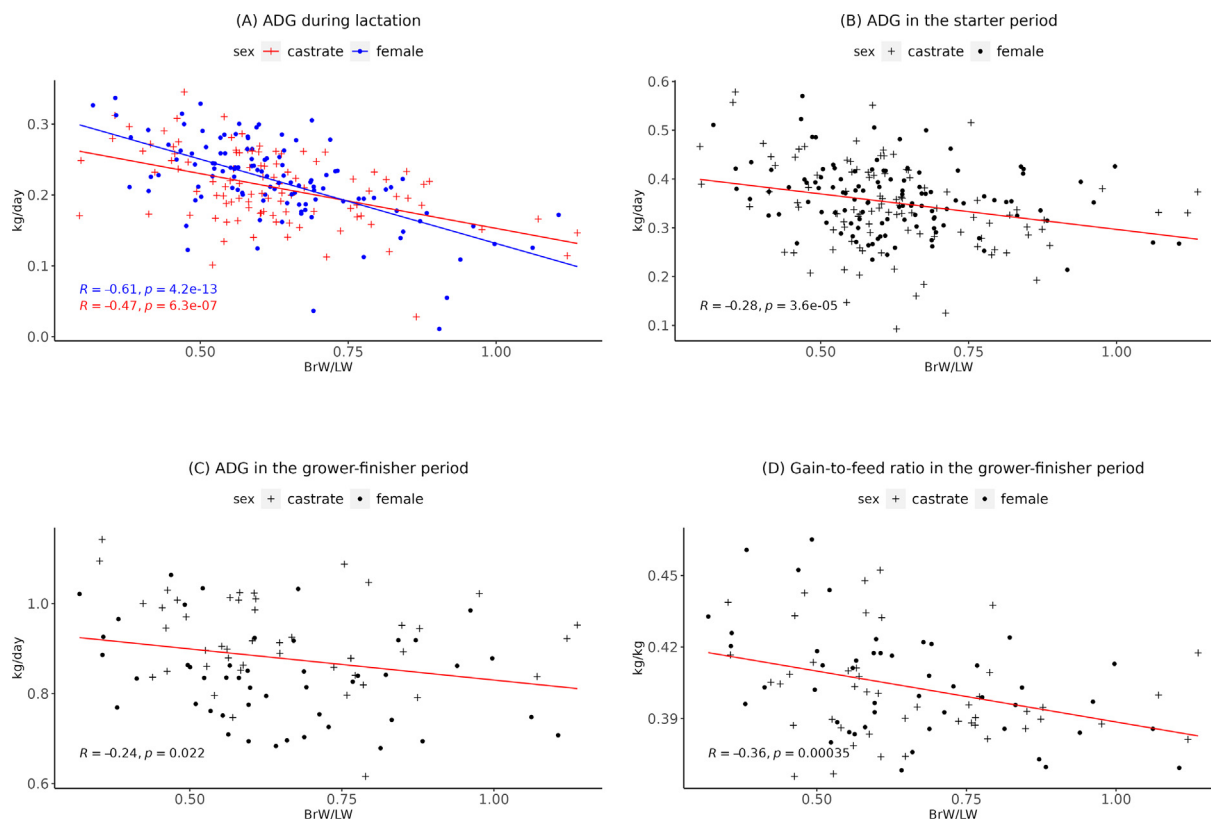 (A) ADG during lactation
sex castrate female
kg/day
0.3
0.2
0.1
0.0
R = –0.61, p = 4.2e-13
R = –0.47, p = 6.3e-07
0.50 0.75 1.00
BrW/LW
(B) ADG in the starter period
sex castrate female
kg/day
0.6
0.5
0.4
0.3
0.2
0.1
R = –0.28, p = 3.6e-05
0.50 0.75 1.00
BrW/LW
(C) ADG in the grower-finisher period
sex castrate female
kg/day
1.0
0.8
0.6
R = –0.24, p = 0.022
0.50 0.75 1.00
BrW/LW
(D) Gain-to-feed ratio in the grower-finisher period
sex castrate female
kg/kg
0.45
0.42
0.39
R = –0.36, p = 0.00035
0.50 0.75 1.00
BrW/LW